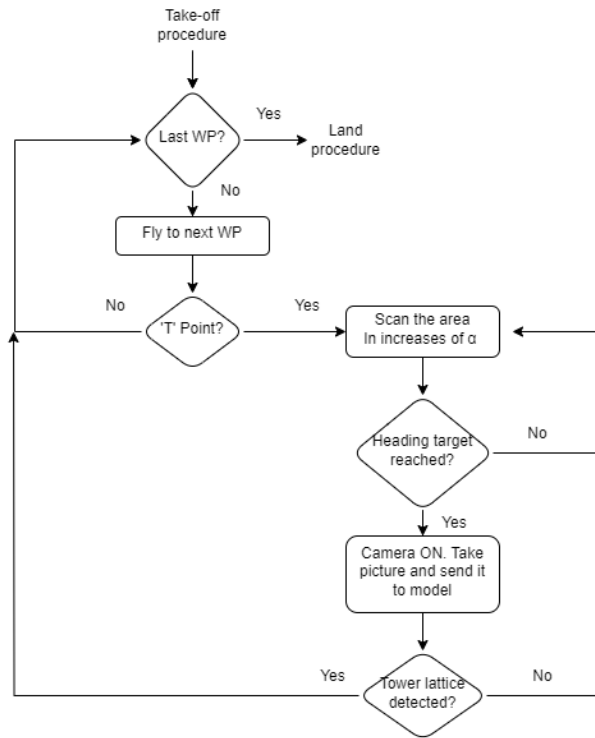 Take-off
procedure
Last WP?
Yes
Land
procedure
No
Fly to next WP
No
'T' Point?
Yes
Scan the area
In increases of α
Heading target
reached?
No
Yes
Camera ON. Take
picture and send it
to model
Yes
Tower lattice
detected?
No